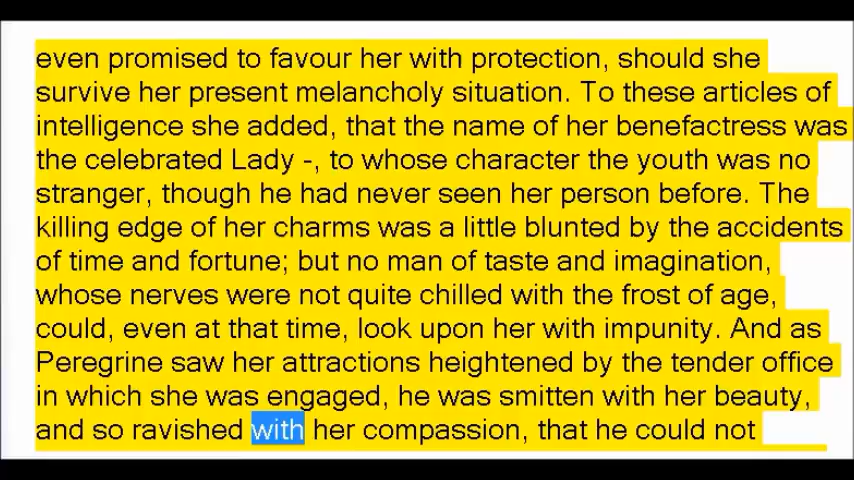 even promised to favour her with protection, should she
survive her present melancholy situation. To these articles of
intelligence she added, that the name of her benefactress was
the celebrated Lady -, to whose character the youth was no
stranger, though he had never seen her person before. The
killing edge of her charms was a little blunted by the accidents
of time and fortune; but no man of taste and imagination,
whose nerves were not quite chilled with the frost of age,
could, even at that time, look upon her with impunity. And as
Peregrine saw her attractions heightened by the tender office
in which she was engaged, he was smitten with her beauty,
and so ravished with her compassion, that he could not